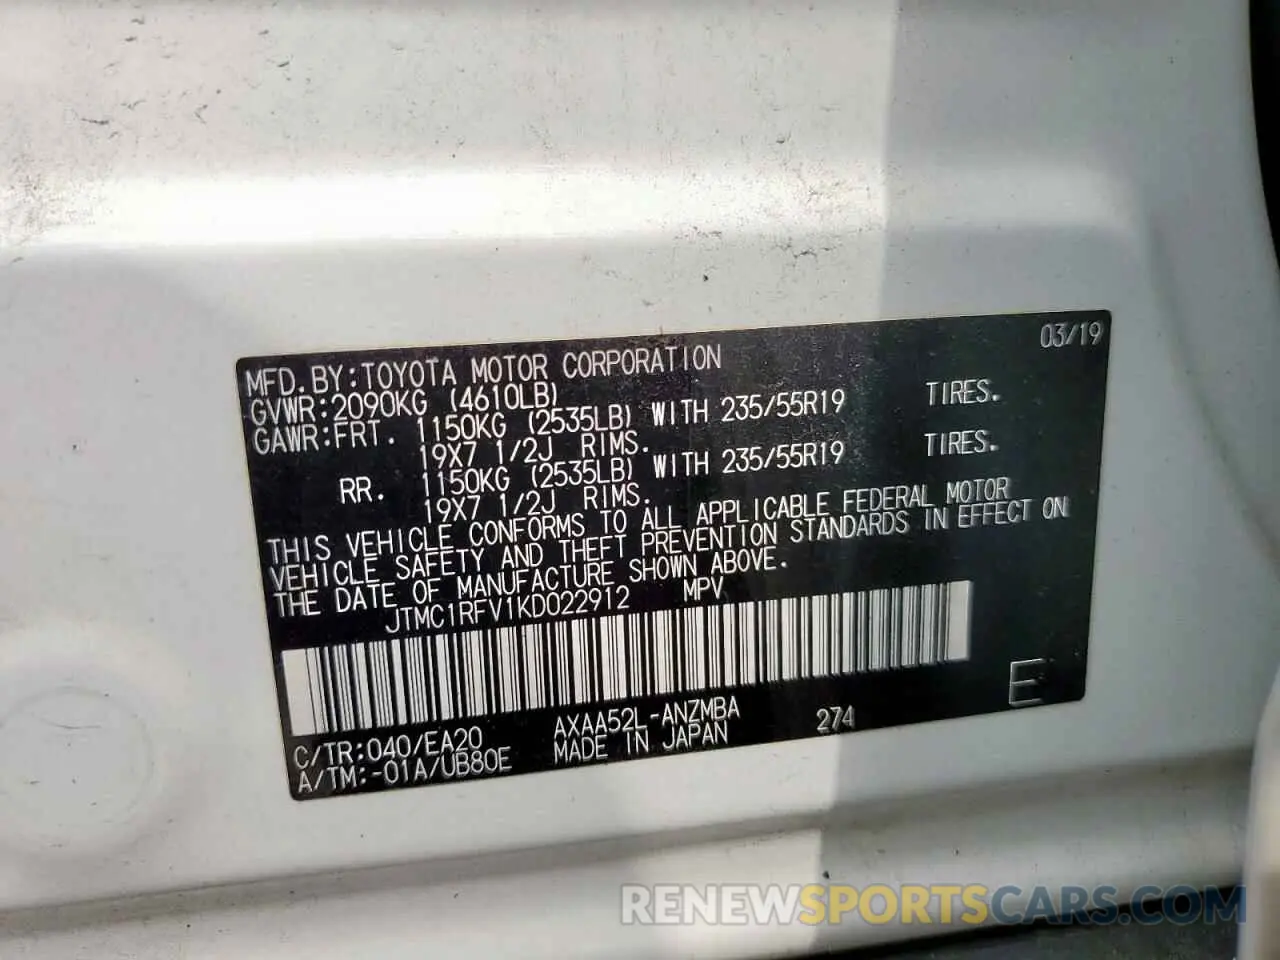 03/19
MFD.BY:TOYOTA MOTOR CORPORATION
GVWR:2090KG (4610LB)
GAWR:FRT. 1150KG (2535LB) WITH 235/55R19 TIRES.
19X7 1/2J RIMS.
RR. 1150KG (2535LB) WITH 235/55R19 TIRES.
19X7 1/2J RIMS.
THIS VEHICLE CONFORMS TO ALL APPLICABLE FEDERAL MOTOR
VEHICLE SAFETY AND THEFT PREVENTION STANDARDS IN EFFECT ON
THE DATE OF MANUFACTURE SHOWN ABOVE.
JTMC1RFV1KD022912 MPV
E
C/TR:040/EA20 AXAA52L-ANZMBA 274
A/TM:-01A/UB80E MADE IN JAPAN
RENEWSPORTSCARS.COM